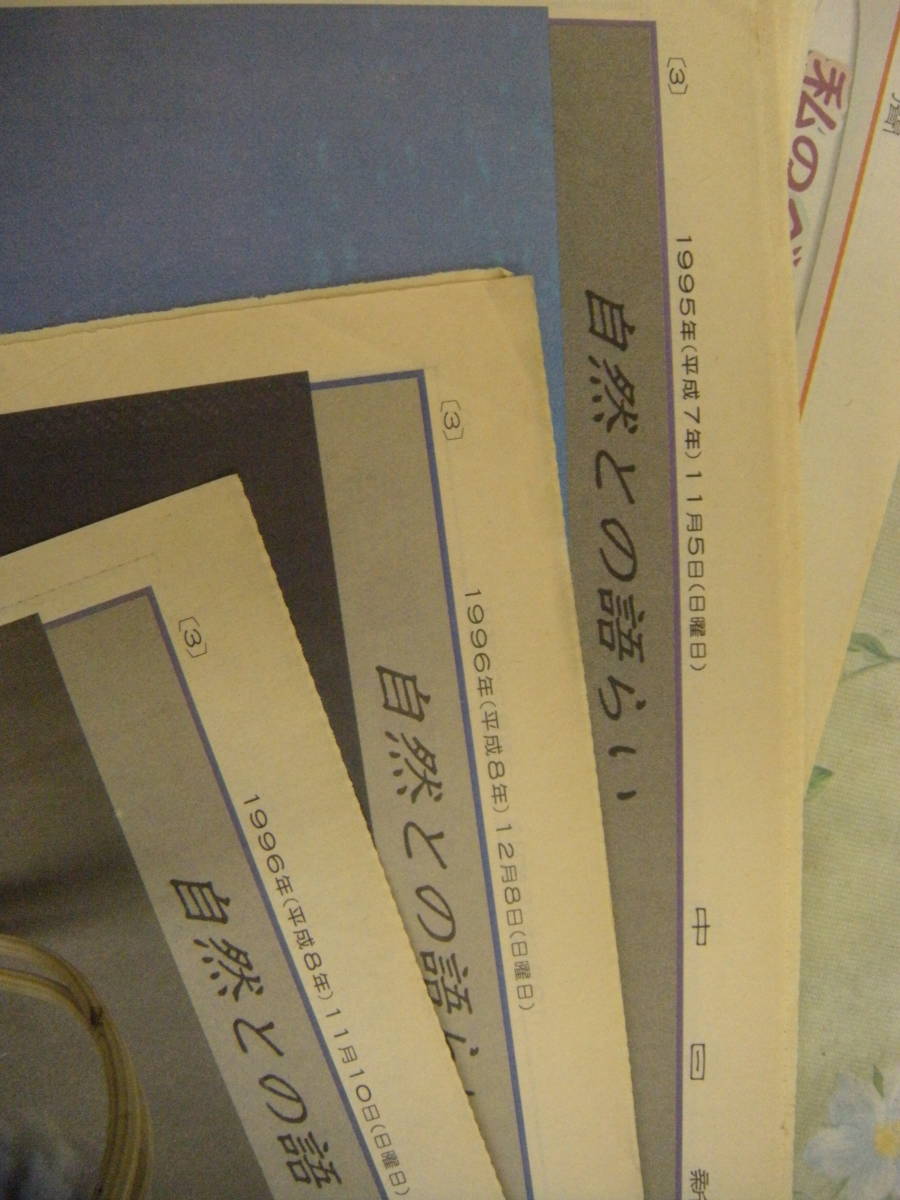 〔3〕
1995年(平成7年)11月5日(日曜日)
中日新
自然との語らい
〔3〕
1996年(平成8年)12月8日(日曜日)
自然との語ら
〔3〕
1996年(平成8年)11月10日(日曜日)
自然との語
私の